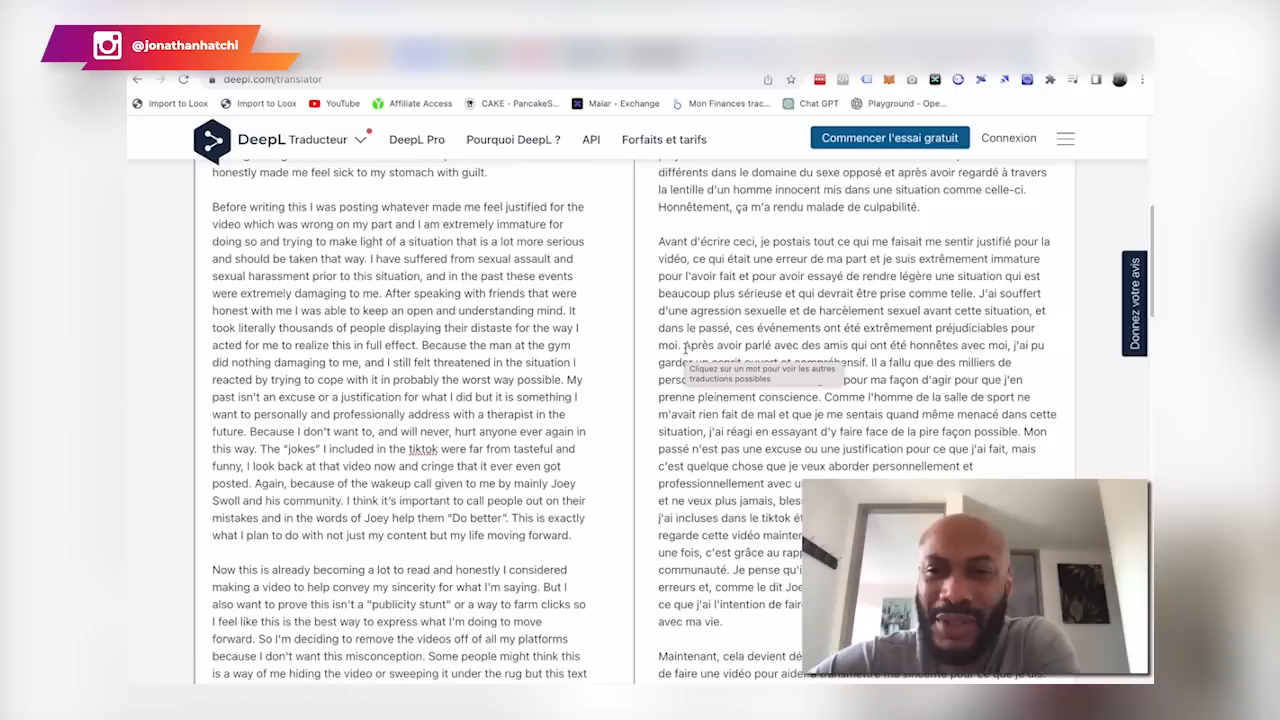 @jonathanhatchi
deepl.com/translator
Import to Loox
Import to Loox
YouTube
Affiliate Access
CAKE - PancakeS...
Maiar • Exchange
Mon Finances trac...
Chat GPT
Playground - Ope...
DeepL Traducteur
DeepL Pro
Pourquoi DeepL ?
API
Forfaits et tarifs
Commencer l'essai gratuit
Connexion
honestly made me feel sick to my stomach with guilt.
Before writing this I was posting whatever made me feel justified for the
video which was wrong on my part and I am extremely immature for
doing so and trying to make light of a situation that is a lot more serious
and should be taken that way. I have suffered from sexual assault and
sexual harassment prior to this situation, and in the past these events
were extremely damaging to me. After speaking with friends that were
honest with me I was able to keep an open and understanding mind. It
took literally thousands of people displaying their distaste for the way I
acted for me to realize this in full effect. Because the man at the gym
did nothing damaging to me, and I still felt threatened in the situation I
reacted by trying to cope with it in probably the worst way possible. My
past isn't an excuse or a justification for what I did but it is something I
want to personally and professionally address with a therapist in the
future. Because I don't want to, and will never, hurt anyone ever again in
this way. The “jokes” I included in the tiktok were far from tasteful and
funny, I look back at that video now and cringe that it ever even got
posted. Again, because of the wakeup call given to me by mainly Joey
Swoll and his community. I think it's important to call people out on their
mistakes and in the words of Joey help them “Do better”. This is exactly
what I plan to do with not just my content but my life moving forward.
Now this is already becoming a lot to read and honestly I considered
making a video to help convey my sincerity for what I'm saying. But I
also want to prove this isn't a "publicity stunt" or a way to farm clicks so
I feel like this is the best way to express what I'm doing to move
forward. So I'm deciding to remove the videos off of all my platforms
because I don't want this misconception. Some people might think this
is a way of me hiding the video or sweeping it under the rug but this text
différents dans le domaine du sexe opposé et après avoir regardé à travers
la lentille d'un homme innocent mis dans une situation comme celle-ci.
Honnêtement, ça m'a rendu malade de culpabilité.
Avant d'écrire ceci, je postais tout ce qui me faisait me sentir justifié pour la
vidéo, ce qui était une erreur de ma part et je suis extrêmement immature
pour l'avoir fait et pour avoir essayé de rendre légère une situation qui est
beaucoup plus sérieuse et qui devrait être prise comme telle. J'ai souffert
d'une agression sexuelle et de harcèlement sexuel avant cette situation, et
dans le passé, ces événements ont été extrêmement préjudiciables pour
moi. Après avoir parlé avec des amis qui ont été honnêtes avec moi, j'ai pu
garder un esprit ouvert et compréhensif. Il a fallu que des milliers de
Cliquez sur un mot pour voir les autres
traductions possibles
pour ma façon d'agir pour que j'en
prenne pleinement conscience. Comme l'homme de la salle de sport ne
m'avait rien fait de mal et que je me sentais quand même menacé dans cette
situation, j'ai réagi en essayant d'y faire face de la pire façon possible. Mon
passé n'est pas une excuse ou une justification pour ce que j'ai fait, mais
c'est quelque chose que je veux aborder personnellement et
professionnellement avec
et ne veux plus jamais,
j'ai incluses dans le tiktok
regarde cette vidéo
une fois, c'est grâce au
communauté. Je pense
erreurs et, comme le dit
ce que j'ai l'intention de
avec ma vie.
Maintenant, cela devient
de faire une vidéo pour
Donnez votre avis